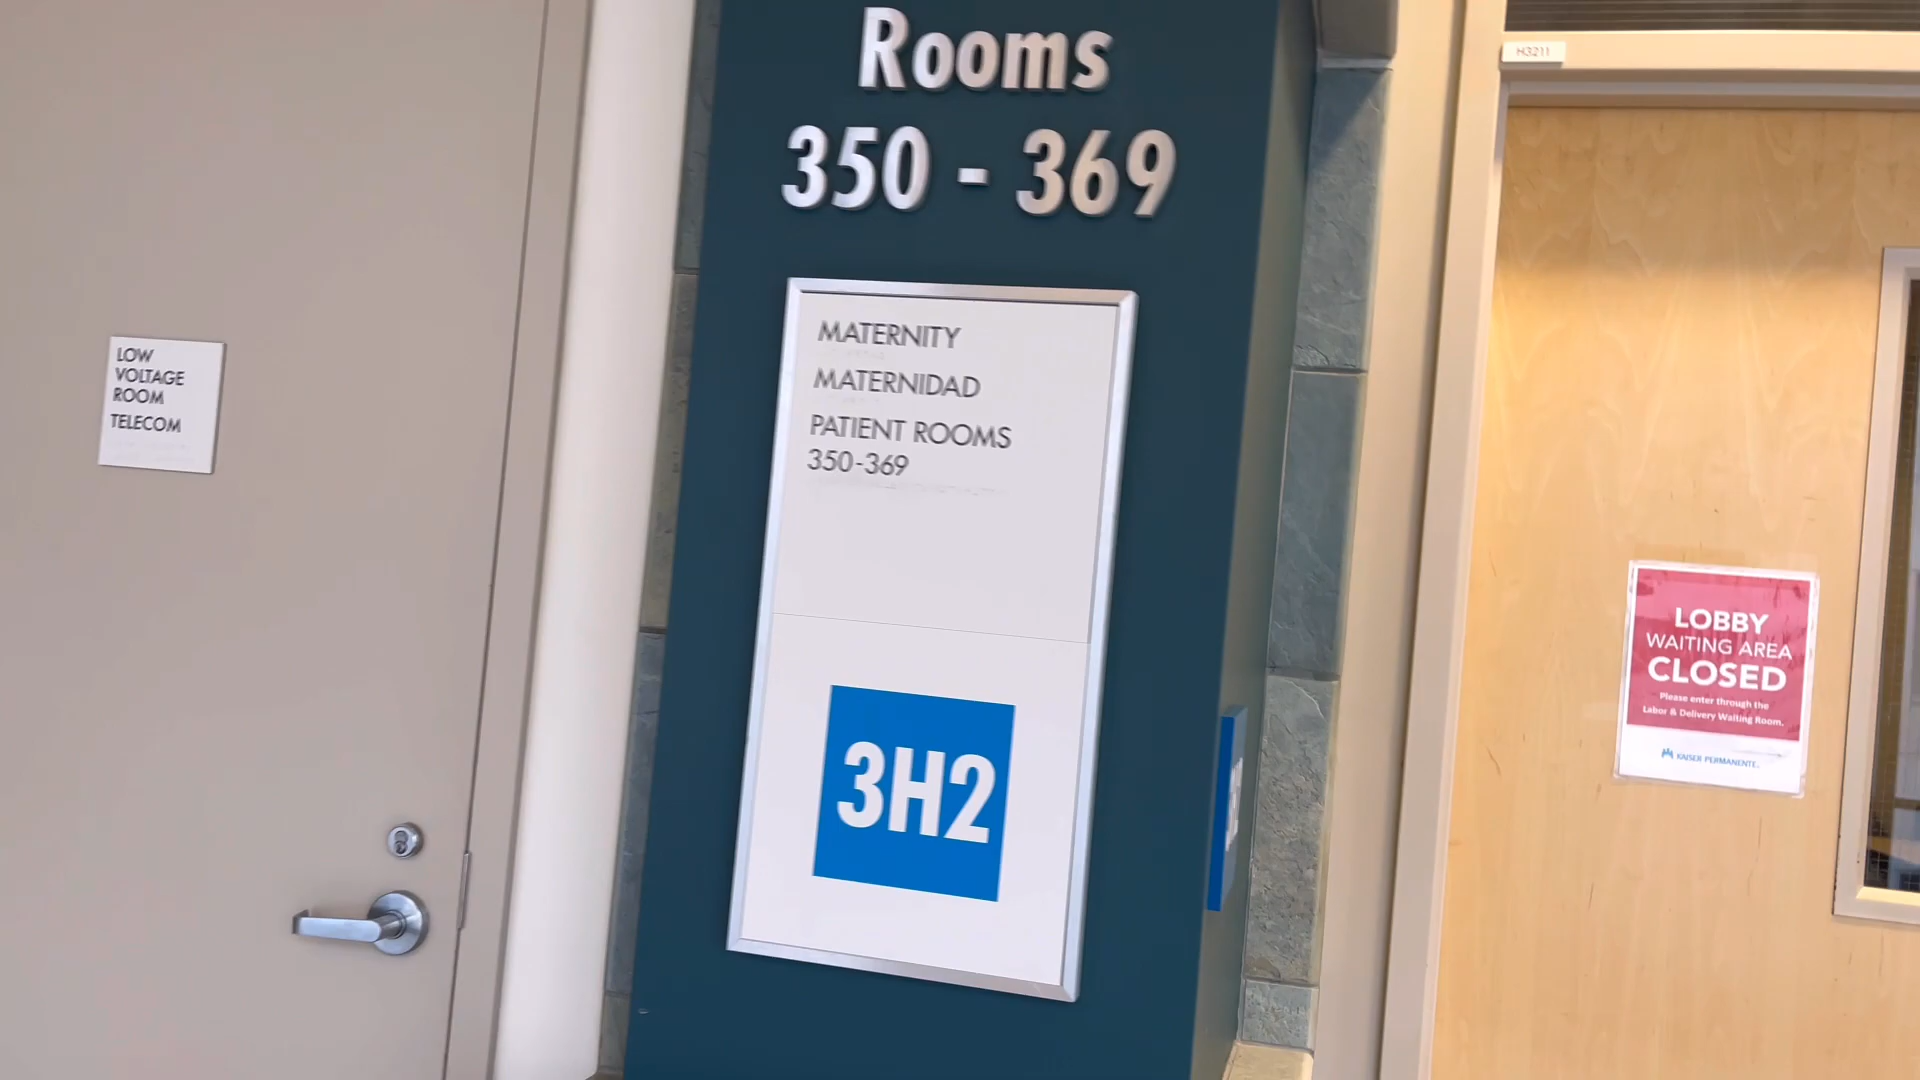 Rooms
350 - 369
H3211
LOW
VOLTAGE
ROOM
TELECOM
MATERNITY
MATERNIDAD
PATIENT ROOMS
350-369
3H2
LOBBY
WAITING AREA
CLOSED
Please enter through the
Labor & Delivery Waiting Room.
KAISER PERMANENTE.